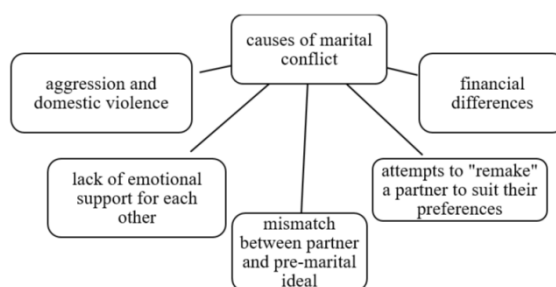 causes of marital
conflict
aggression and
domestic violence
financial
differences
lack of emotional
support for each
other
attempts to "remake"
a partner to suit their
preferences
mismatch
between partner
and pre-marital
ideal